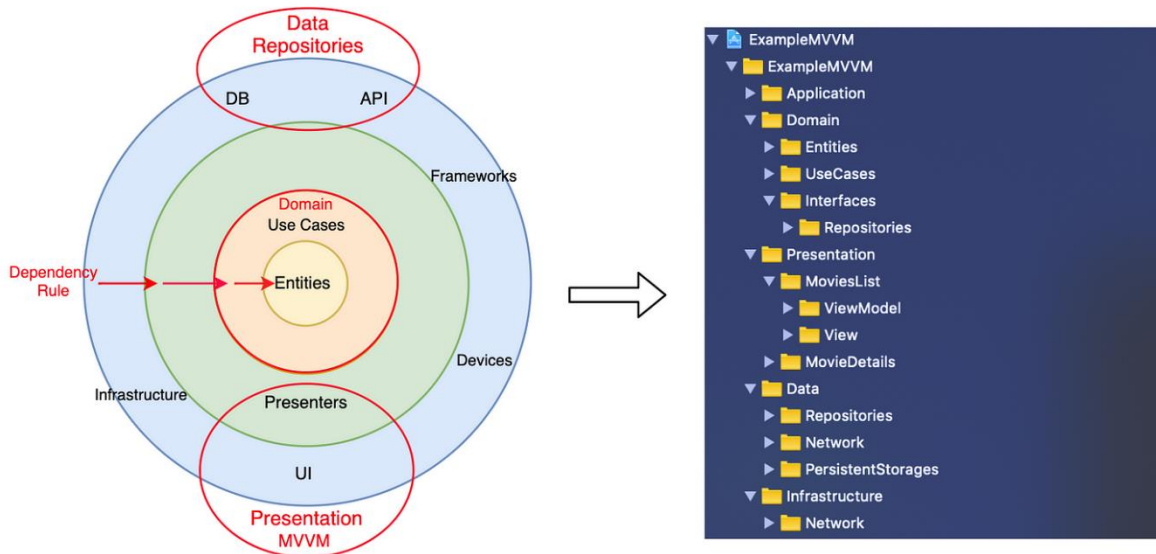 Data
Repositories
DB
API
Frameworks
Domain
Use Cases
Dependency
Rule
Entities
Devices
Infrastructure
Presenters
UI
Presentation
MVVM
ExampleMVVM
ExampleMVVM
Application
Domain
Entities
UseCases
Interfaces
Repositories
Presentation
MoviesList
ViewModel
View
MovieDetails
Data
Repositories
Network
PersistentStorages
Infrastructure
Network